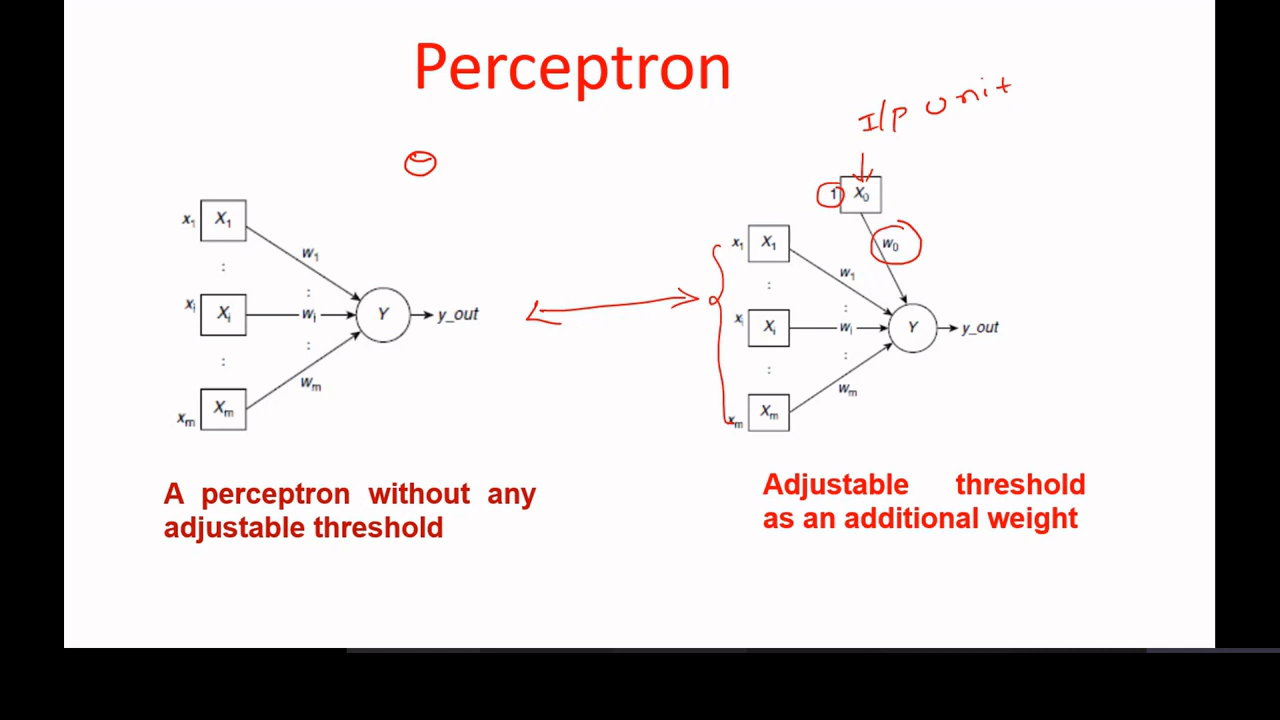 Perceptron
I/P unit
Θ
1 X0
x1 X1
w1
:
:
xi Xi
wi
Y
y_out
:
:
xm Xm
wm
w0
x1 X1
w1
:
:
xi Xi
wi
Y
y_out
:
:
xm Xm
wm
A perceptron without any
adjustable threshold
Adjustable threshold
as an additional weight